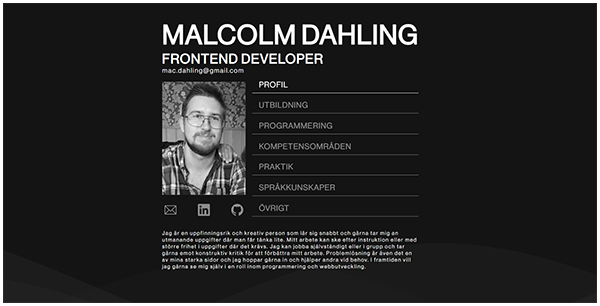 MALCOLM DAHLING
FRONTEND DEVELOPER
mac.dahling@gmail.com
PROFIL
UTBILDNING
PROGRAMMERING
KOMPETENSOMRÅDEN
PRAKTIK
SPRÅKKUNSKAPER
ÖVRIGT
Jag är en uppfinningsrik och kreativ person som lär sig snabbt och gärna tar mig an
utmanande uppgifter där man får tänka lite. Mitt arbete kan ske efter instruktion eller med
större frihet i uppgifter där det krävs. Jag kan jobba självständigt eller i grupp och tar
gärna emot konstruktiv kritik för att förbättra mitt arbete. Problemlösning är även det en
av mina starka sidor och jag hoppar gärna in och hjälper andra vid behov. I framtiden vill
jag gärna se mig själv i en roll inom programmering och webbutveckling.